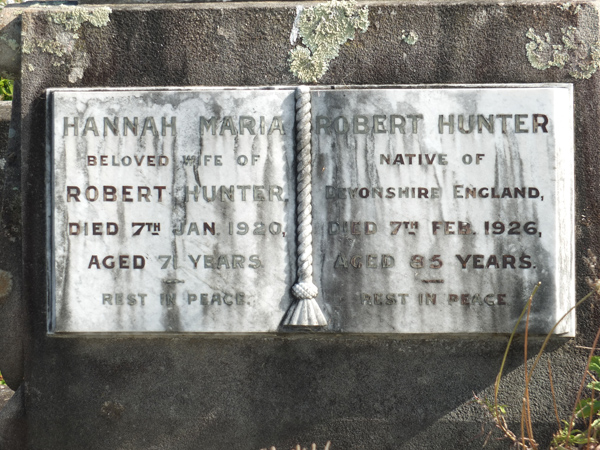 HANNAH MARIA
BELOVED WIFE OF
ROBERT HUNTER,
DIED 7TH JAN. 1920,
AGED 71 YEARS.
REST IN PEACE.
ROBERT HUNTER
NATIVE OF
DEVONSHIRE ENGLAND,
DIED 7TH FEB. 1926,
AGED 85 YEARS.
REST IN PEACE